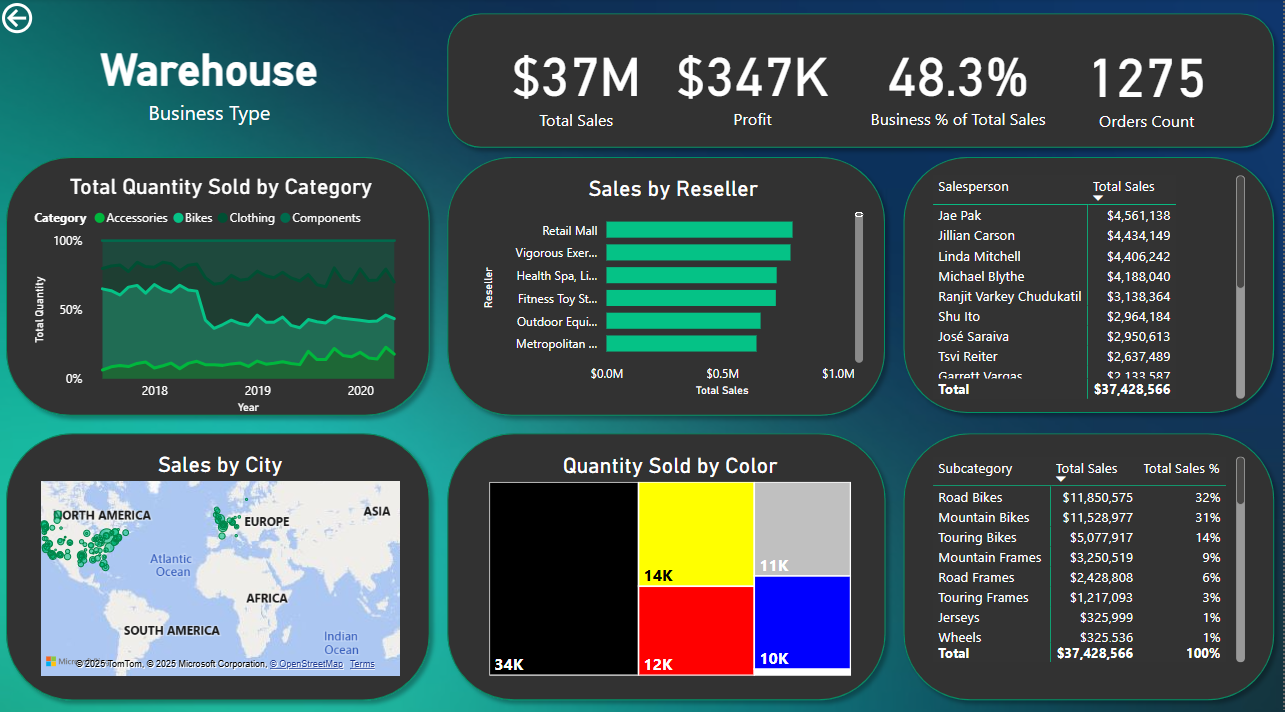 Warehouse
Business Type
$37M
Total Sales
$347K
Profit
48.3%
Business % of Total Sales
1275
Orders Count
Total Quantity Sold by Category
Category Accessories Bikes Clothing Components
100%
50%
0%
Total Quantity
2018 2019 2020
Year
Sales by Reseller
Reseller
Retail Mall
Vigorous Exer...
Health Spa, Li...
Fitness Toy St...
Outdoor Equi...
Metropolitan ...
$0.0M $0.5M $1.0M
Total Sales
Salesperson Total Sales
Jae Pak $4,561,138
Jillian Carson $4,434,149
Linda Mitchell $4,406,242
Michael Blythe $4,188,040
Ranjit Varkey Chudukatil $3,138,364
Shu Ito $2,964,184
José Saraiva $2,950,613
Tsvi Reiter $2,637,489
Garrett Vargas $2,133,587
Total $37,428,566
Sales by City
NORTH AMERICA
EUROPE
ASIA
Atlantic
Ocean
AFRICA
SOUTH AMERICA
Indian
Ocean
© 2025 TomTom, © 2025 Microsoft Corporation, © OpenStreetMap Terms
Quantity Sold by Color
34K
14K
12K
11K
10K
Subcategory Total Sales Total Sales %
Road Bikes $11,850,575 32%
Mountain Bikes $11,528,977 31%
Touring Bikes $5,077,917 14%
Mountain Frames $3,250,519 9%
Road Frames $2,428,808 6%
Touring Frames $1,217,093 3%
Jerseys $325,999 1%
Wheels $325,536 1%
Total $37,428,566 100%